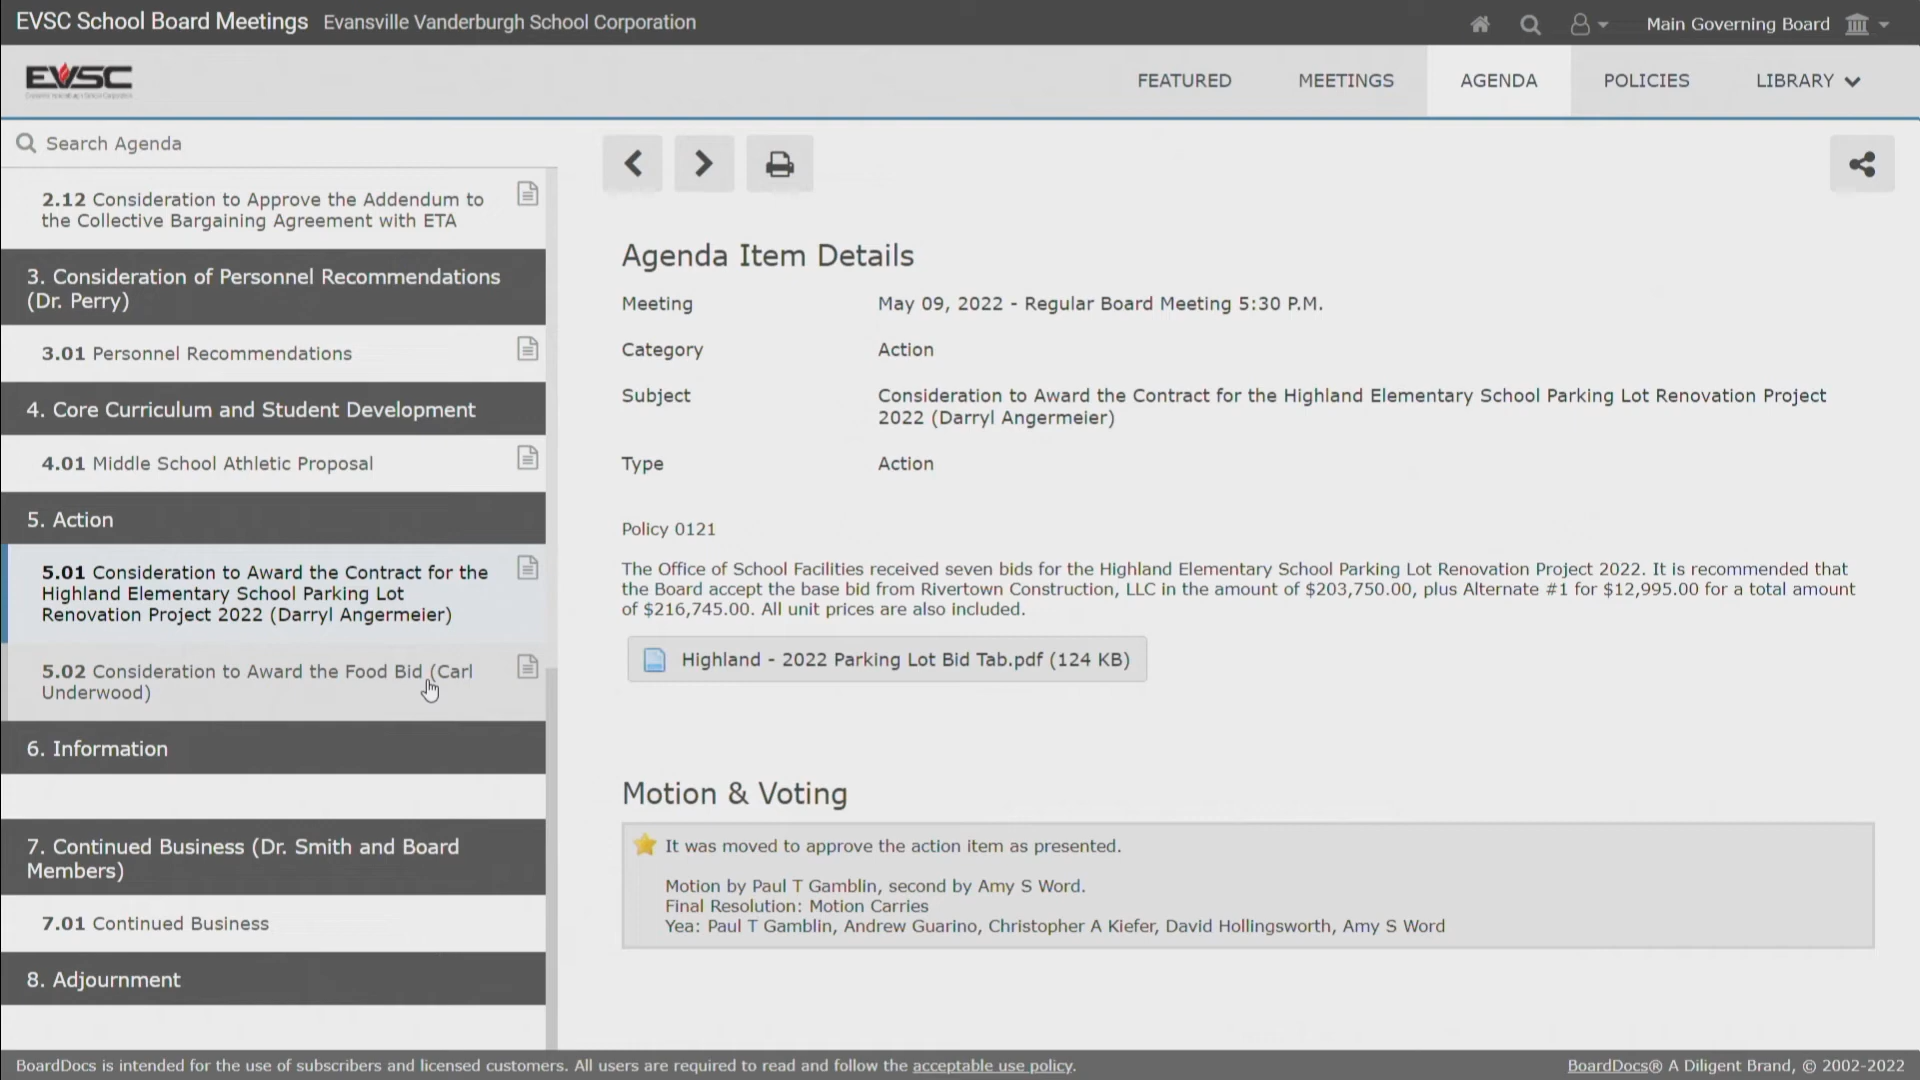 EVSC School Board Meetings Evansville Vanderburgh School Corporation
Main Governing Board
EVSC
FEATURED
MEETINGS
AGENDA
POLICIES
LIBRARY
Search Agenda
2.12 Consideration to Approve the Addendum to
the Collective Bargaining Agreement with ETA
3. Consideration of Personnel Recommendations
(Dr. Perry)
3.01 Personnel Recommendations
4. Core Curriculum and Student Development
4.01 Middle School Athletic Proposal
5. Action
5.01 Consideration to Award the Contract for the
Highland Elementary School Parking Lot
Renovation Project 2022 (Darryl Angermeier)
5.02 Consideration to Award the Food Bid (Carl
Underwood)
6. Information
7. Continued Business (Dr. Smith and Board
Members)
7.01 Continued Business
8. Adjournment
Agenda Item Details
Meeting May 09, 2022 - Regular Board Meeting 5:30 P.M.
Category Action
Subject Consideration to Award the Contract for the Highland Elementary School Parking Lot Renovation Project
2022 (Darryl Angermeier)
Type Action
Policy 0121
The Office of School Facilities received seven bids for the Highland Elementary School Parking Lot Renovation Project 2022. It is recommended that
the Board accept the base bid from Rivertown Construction, LLC in the amount of $203,750.00, plus Alternate #1 for $12,995.00 for a total amount
of $216,745.00. All unit prices are also included.
Highland - 2022 Parking Lot Bid Tab.pdf (124 KB)
Motion & Voting
It was moved to approve the action item as presented.
Motion by Paul T Gamblin, second by Amy S Word.
Final Resolution: Motion Carries
Yea: Paul T Gamblin, Andrew Guarino, Christopher A Kiefer, David Hollingsworth, Amy S Word
BoardDocs is intended for the use of subscribers and licensed customers. All users are required to read and follow the acceptable use policy.
BoardDocs® A Diligent Brand, © 2002-2022